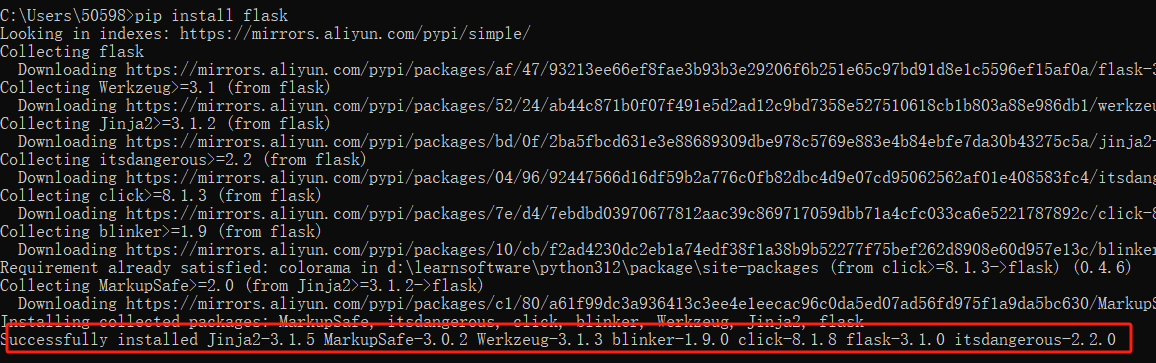 C:\Users\50598>pip install flask
Looking in indexes: https://mirrors.aliyun.com/pypi/simple/
Collecting flask
  Downloading https://mirrors.aliyun.com/pypi/packages/af/47/93213ee66ef8fae3b93b3e29206f6b251e65c97bd91d8e1c5596ef15af0a/flask-3
Collecting Werkzeug>=3.1 (from flask)
  Downloading https://mirrors.aliyun.com/pypi/packages/52/24/ab44c871b0f07f491e5d2ad12c9bd7358e527510618cb1b803a88e986db1/werkzeu
Collecting Jinja2>=3.1.2 (from flask)
  Downloading https://mirrors.aliyun.com/pypi/packages/bd/0f/2ba5fbcd631e3e88689309dbe978c5769e883e4b84ebfe7da30b43275c5a/jinja2-
Collecting itsdangerous>=2.2 (from flask)
  Downloading https://mirrors.aliyun.com/pypi/packages/04/96/92447566d16df59b2a776c0fb82dbc4d9e07cd95062562af01e408583fc4/itsdang
Collecting click>=8.1.3 (from flask)
  Downloading https://mirrors.aliyun.com/pypi/packages/7e/d4/7ebdbd03970677812aac39c869717059dbb71a4cfc033ca6e5221787892c/click-8
Collecting blinker>=1.9 (from flask)
  Downloading https://mirrors.aliyun.com/pypi/packages/10/cb/f2ad4230dc2eb1a74edf38f1a38b9b52277f75bef262d8908e60d957e13c/blinker
Requirement already satisfied: colorama in d:\learnsoftware\python312\package\site-packages (from click>=8.1.3->flask) (0.4.6)
Collecting MarkupSafe>=2.0 (from Jinja2>=3.1.2->flask)
  Downloading https://mirrors.aliyun.com/pypi/packages/c1/80/a61f99dc3a936413c3ee4e1eecac96c0da5ed07ad56fd975f1a9da5bc630/MarkupS
Installing collected packages: MarkupSafe, itsdangerous, click, blinker, Werkzeug, Jinja2, flask
Successfully installed Jinja2-3.1.5 MarkupSafe-3.0.2 Werkzeug-3.1.3 blinker-1.9.0 click-8.1.8 flask-3.1.0 itsdangerous-2.2.0